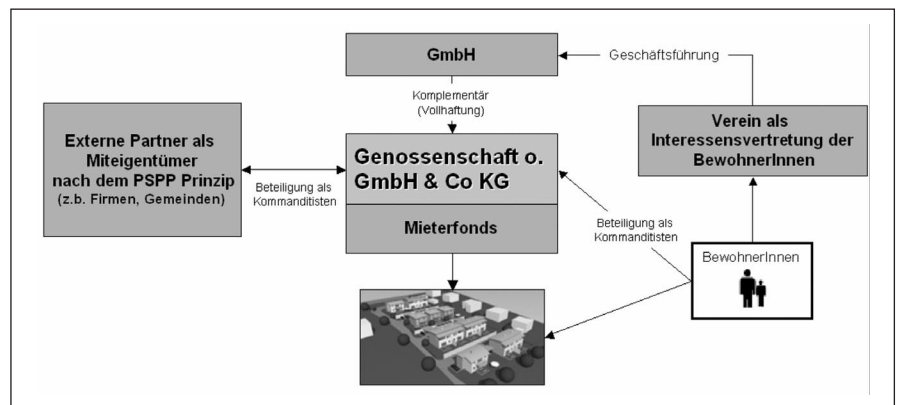 GmbH
Geschäftsführung
Komplementär
(Vollhaftung)
Externe Partner als
Miteigentümer
nach dem PSPP Prinzip
(z.b. Firmen, Gemeinden)
Beteiligung als
Kommanditisten
Genossenschaft o.
GmbH & Co KG
Mieterfonds
Verein als
Interessensvertretung der
BewohnerInnen
Beteiligung als
Kommanditisten
BewohnerInnen